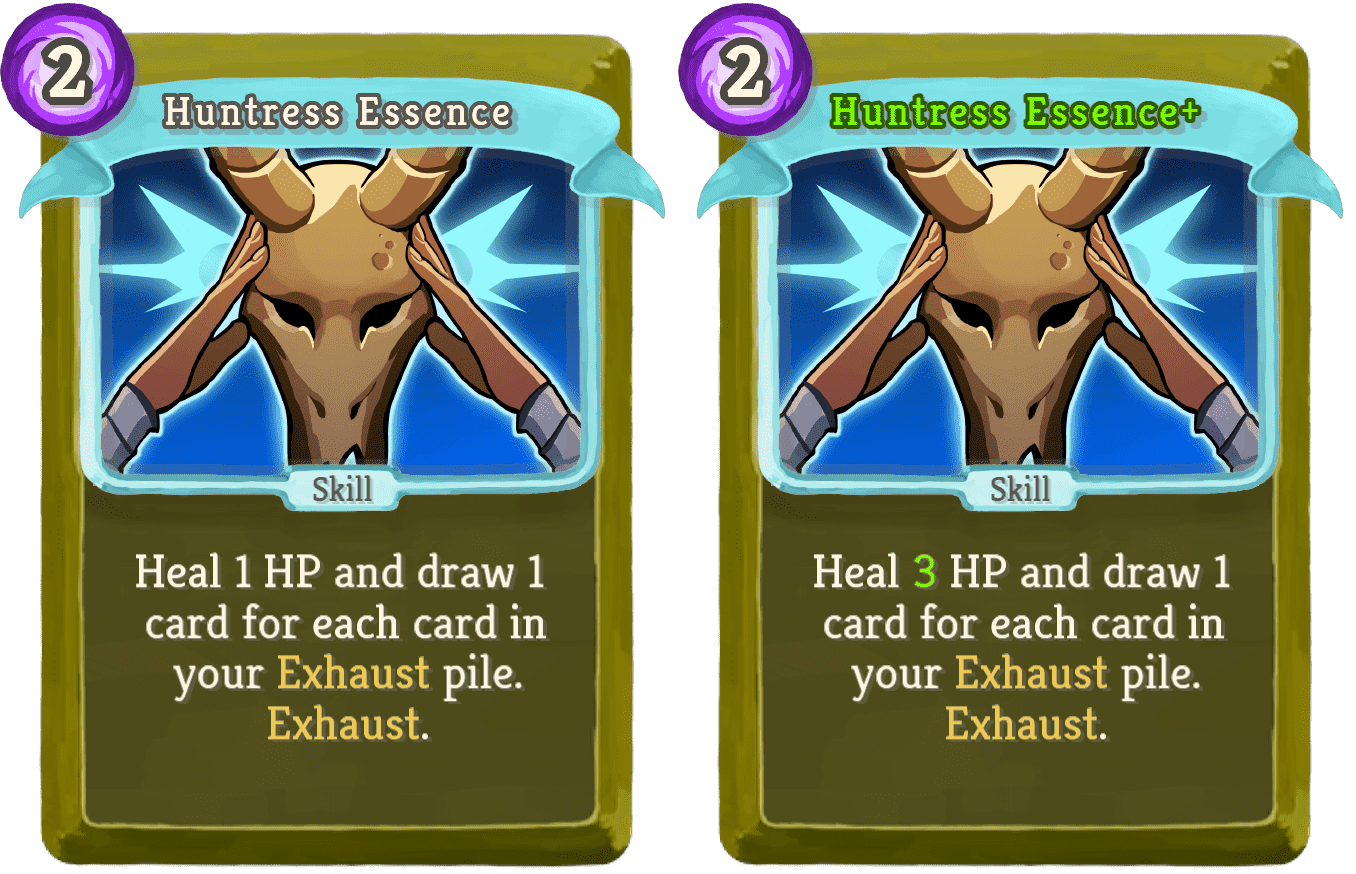 2
Huntress Essence
Skill
Heal 1 HP and draw 1
card for each card in
your Exhaust pile.
Exhaust.
2
Huntress Essence+
Skill
Heal 3 HP and draw 1
card for each card in
your Exhaust pile.
Exhaust.